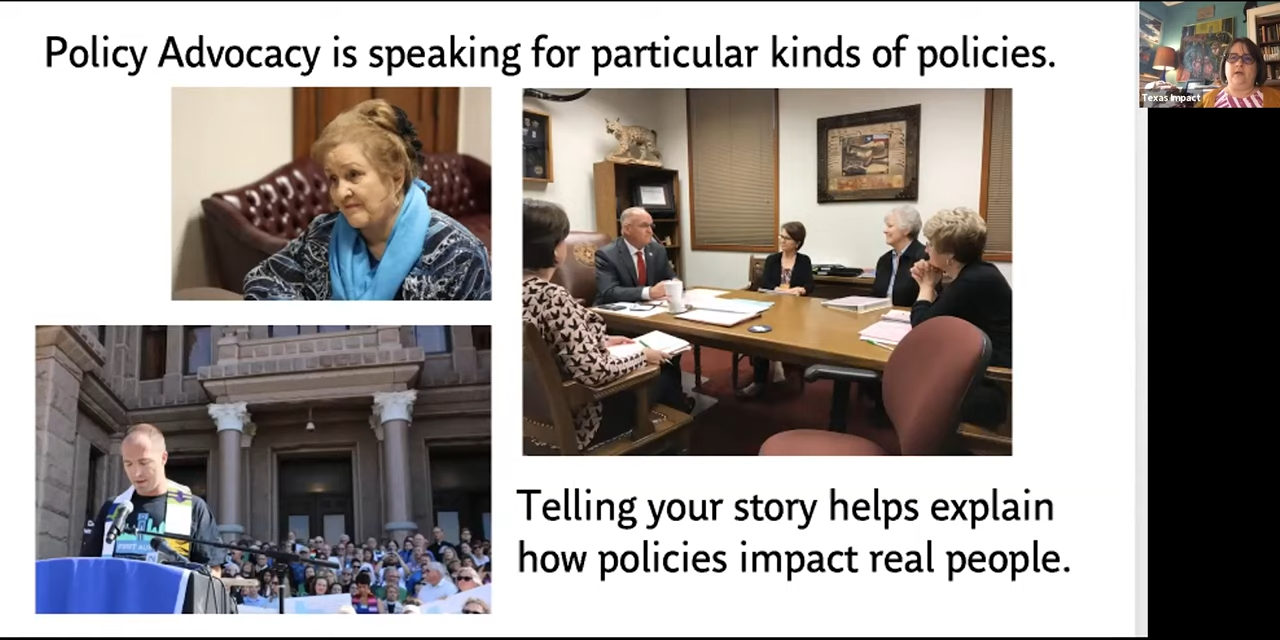 Policy Advocacy is speaking for particular kinds of policies.
Texas Impact
Telling your story helps explain
how policies impact real people.